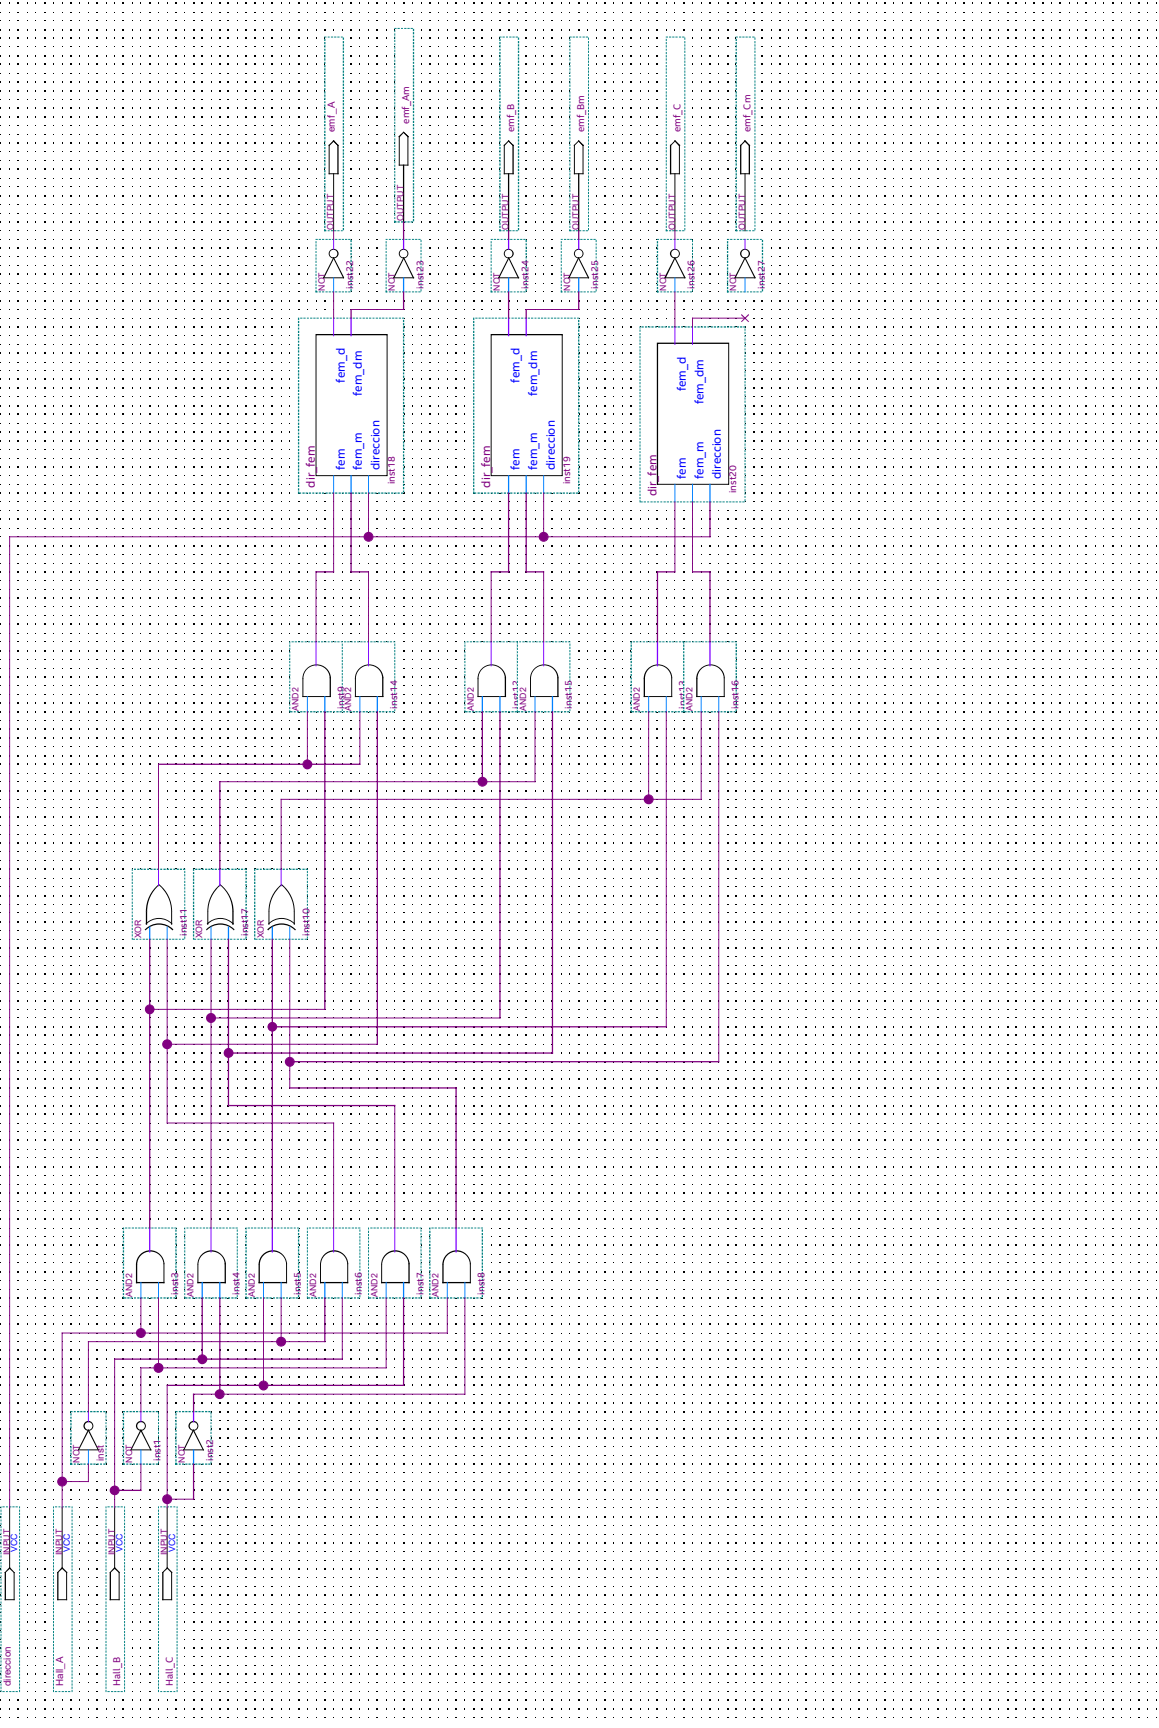 emf_A
emf_Am
emf_B
emf_Bm
emf_C
emf_Cm
OUTPUT
OUTPUT
OUTPUT
OUTPUT
OUTPUT
OUTPUT
NOT
inst22
NOT
inst23
NOT
inst24
NOT
inst25
NOT
inst26
NOT
inst27
dir_fem
fem
fem_d
fem_m
fem_dm
direccion
inst18
dir_fem
fem
fem_d
fem_m
fem_dm
direccion
inst19
dir_fem
fem
fem_d
fem_m
fem_dm
direccion
inst20
AND2
inst9
AND2
inst14
AND2
inst12
AND2
inst15
AND2
inst13
AND2
inst16
XOR
inst11
XOR
inst17
XOR
inst10
AND2
inst3
AND2
inst4
AND2
inst5
AND2
inst6
AND2
inst7
AND2
inst8
NOT
inst
NOT
inst1
NOT
inst2
INPUT
VCC
INPUT
VCC
INPUT
VCC
INPUT
VCC
direccion
Hall_A
Hall_B
Hall_C